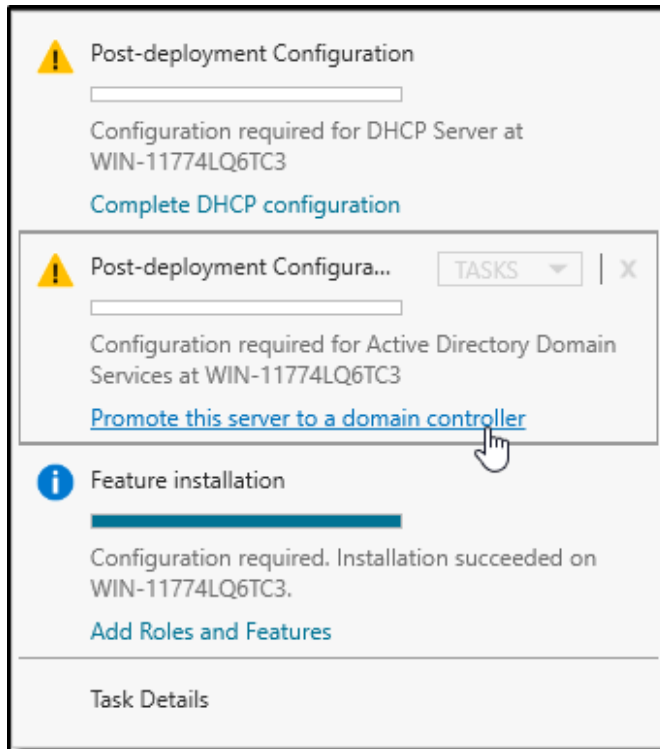 Post-deployment Configuration
Configuration required for DHCP Server at
WIN-11774LQ6TC3
Complete DHCP configuration
Post-deployment Configura...
TASKS
X
Configuration required for Active Directory Domain
Services at WIN-11774LQ6TC3
Promote this server to a domain controller
Feature installation
Configuration required. Installation succeeded on
WIN-11774LQ6TC3.
Add Roles and Features
Task Details